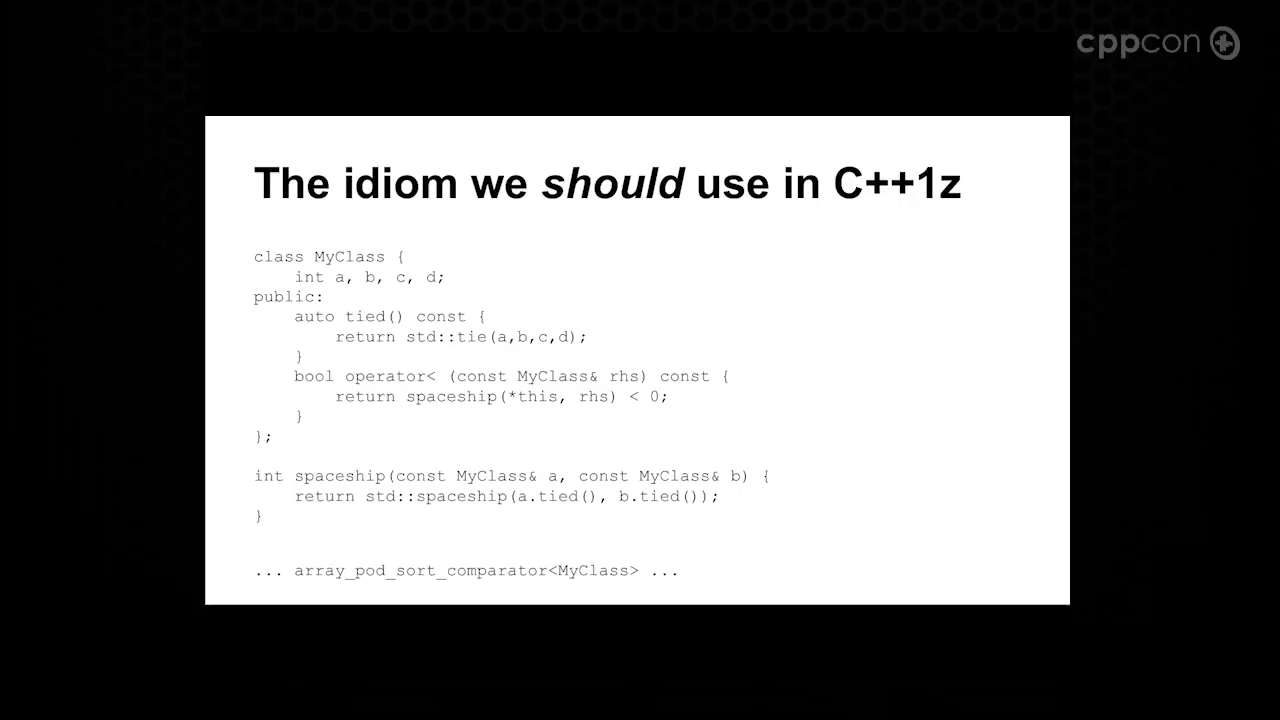 cppcon
The idiom we should use in C++1z
class MyClass {
    int a, b, c, d;
public:
    auto tied() const {
        return std::tie(a,b,c,d);
    }
    bool operator< (const MyClass& rhs) const {
        return spaceship(*this, rhs) < 0;
    }
};
int spaceship(const MyClass& a, const MyClass& b) {
    return std::spaceship(a.tied(), b.tied());
}
... array_pod_sort_comparator<MyClass> ...